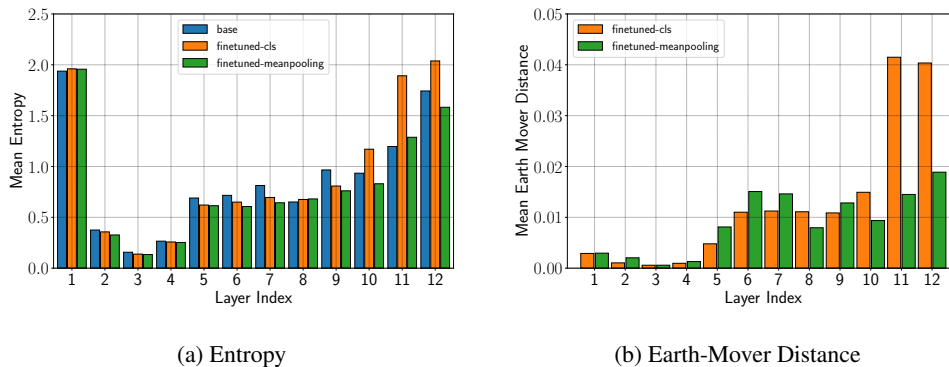 2.5
2.0
1.5
1.0
0.5
0.0
Mean Entropy
base
finetuned-cls
finetuned-meanpooling
1 2 3 4 5 6 7 8 9 10 11 12
Layer Index
(a) Entropy
0.05
0.04
0.03
0.02
0.01
0.00
Mean Earth Mover Distance
finetuned-cls
finetuned-meanpooling
1 2 3 4 5 6 7 8 9 10 11 12
Layer Index
(b) Earth-Mover Distance